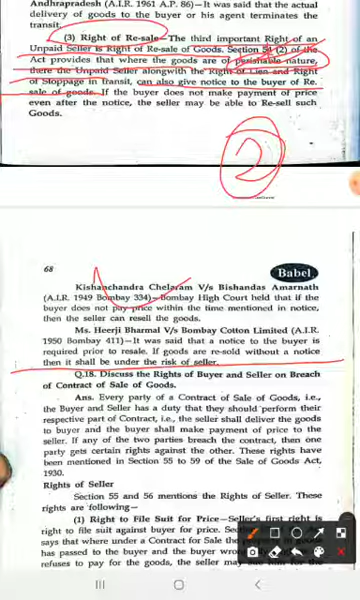 Andhrapradesh (A.I.R. 1961 A.P. 86)—It was said that the actual
delivery of goods to the buyer or his agent terminates the
transit.
(3) Right of Re-sale—The third important Right of an
Unpaid Seller is Right of Re-sale of Goods. Section 54 (2) of the
Act provides that where the goods are of perishable nature,
there the Unpaid Seller alongwith the Right of Lien and Right
of Stoppage in transit, can also give notice to the buyer of Re-
sale of goods. If the buyer does not make payment of price
even after the notice, the seller may be able to Re-sell such
Goods.
2
68
Babel
Kishanchandra Chelaram V/s Bishandas Amarnath
(A.I.R. 1949 Bombay 334)—Bombay High Court held that if the
buyer does not pay price within the time mentioned in notice,
then the seller can resell the goods.
Ms. Heerji Bharmal V/s Bombay Cotton Limited (A.I.R.
1950 Bombay 411)—It was said that a notice to the buyer is
required prior to resale. If goods are re-sold without a notice
then it shall be under the risk of seller.
Q.18. Discuss the Rights of Buyer and Seller on Breach
of Contract of Sale of Goods.
Ans. Every party of a Contract of Sale of Goods, i.e.,
the Buyer and Seller has a duty that they should perform their
respective part of Contract, i.e., the seller shall deliver the goods
to buyer and the buyer shall make payment of price to the
seller. If any of the two parties breach the contract, then one
party gets certain rights against the other. These rights have
been mentioned in Section 55 to 59 of the Sale of Goods Act,
1930.
Rights of Seller
Section 55 and 56 mentions the Rights of Seller. These
rights are following—
(1) Right to File Suit for Price—Seller's first right is
right to file suit against buyer for price.
says that where under a Contract for Sale the
has passed to the buyer and the buyer
refuses to pay for the goods, the seller may